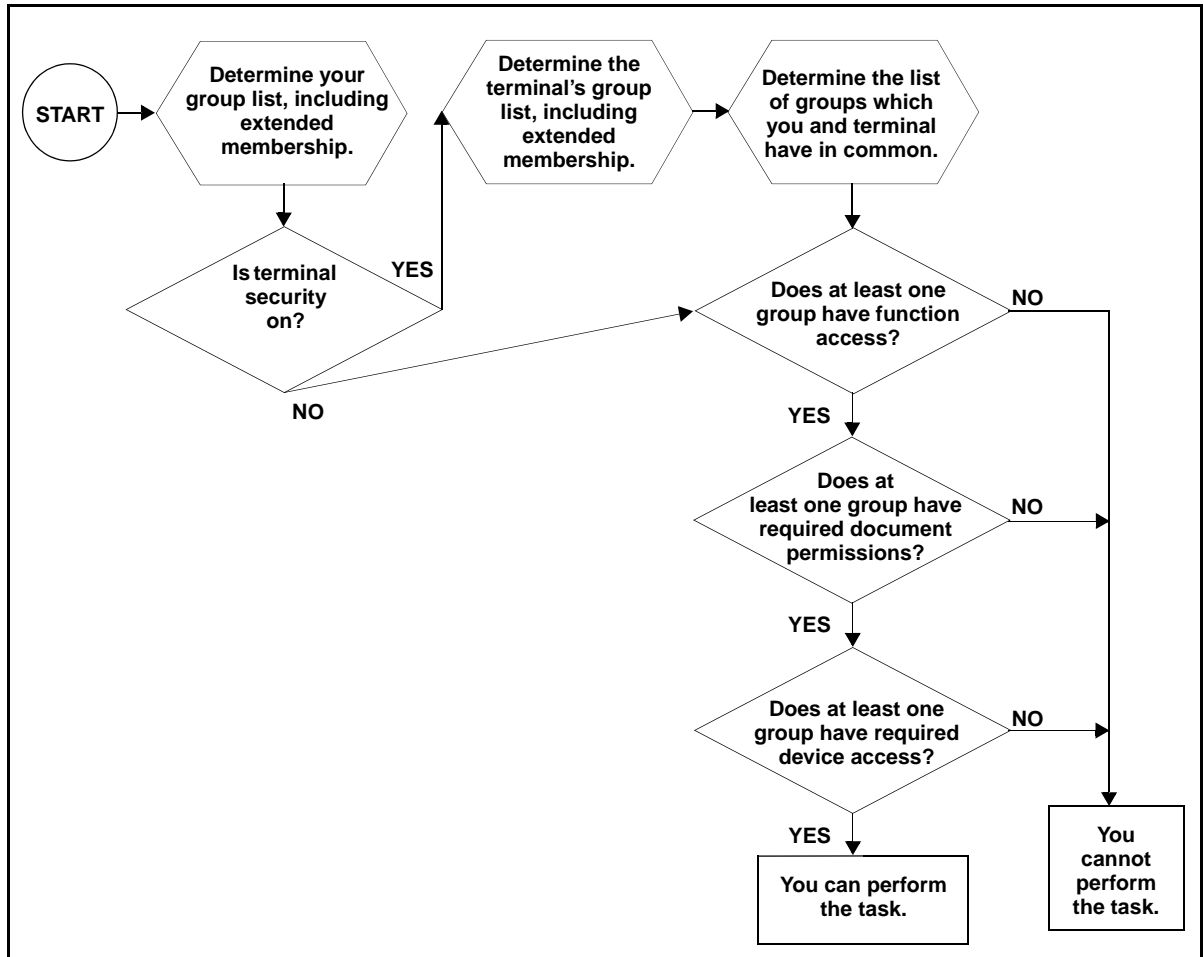 START
Determine your
group list, including
extended
membership.
Determine the
terminal's group
list, including
extended
membership.
Determine the list
of groups which
you and terminal
have in common.
Is terminal
security
on?
YES
NO
Does at least one
group have function
access?
NO
YES
Does at
least one group have
required document
permissions?
NO
YES
Does at least one
group have required
device access?
NO
YES
You can perform
the task.
You
cannot
perform
the task.